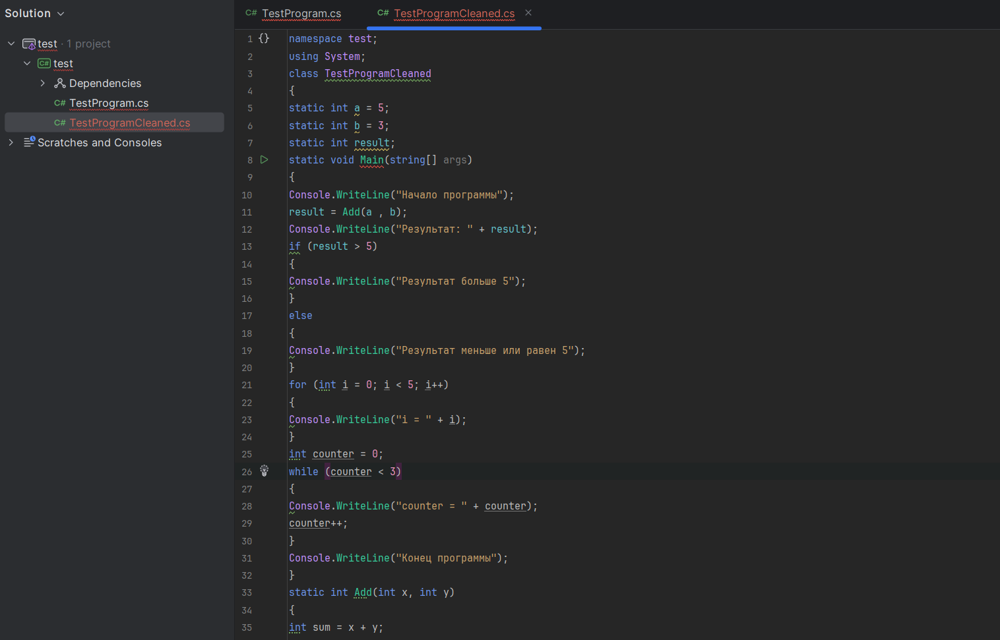 Solution
test · 1 project
test
Dependencies
C# TestProgram.cs
C# TestProgramCleaned.cs
Scratches and Consoles
C# TestProgram.cs
C# TestProgramCleaned.cs
1 {} namespace test;
2 using System;
3 class TestProgramCleaned
4 {
5 static int a = 5;
6 static int b = 3;
7 static int result;
8 static void Main(string[] args)
9 {
10 Console.WriteLine("Начало программы");
11 result = Add(a , b);
12 Console.WriteLine("Результат: " + result);
13 if (result > 5)
14 {
15 Console.WriteLine("Результат больше 5");
16 }
17 else
18 {
19 Console.WriteLine("Результат меньше или равен 5");
20 }
21 for (int i = 0; i < 5; i++)
22 {
23 Console.WriteLine("i = " + i);
24 }
25 int counter = 0;
26 while (counter < 3)
27 {
28 Console.WriteLine("counter = " + counter);
29 counter++;
30 }
31 Console.WriteLine("Конец программы");
32 }
33 static int Add(int x, int y)
34 {
35 int sum = x + y;